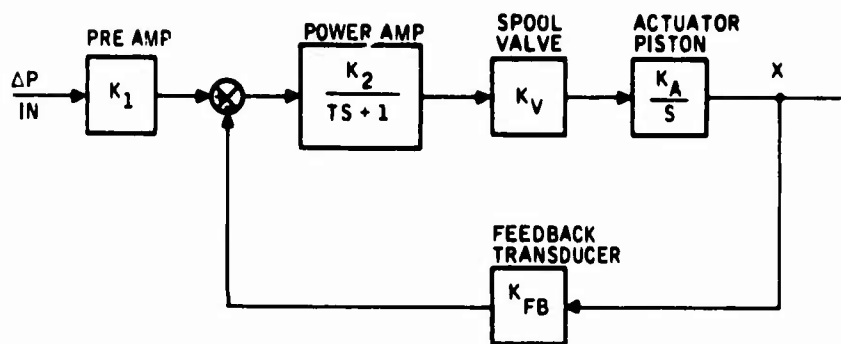 PRE AMP
POWER AMP
SPOOL
VALVE
ACTUATOR
PISTON
ΔP
IN
K1
K2
TS + 1
KV
KA
S
X
FEEDBACK
TRANSDUCER
KFB